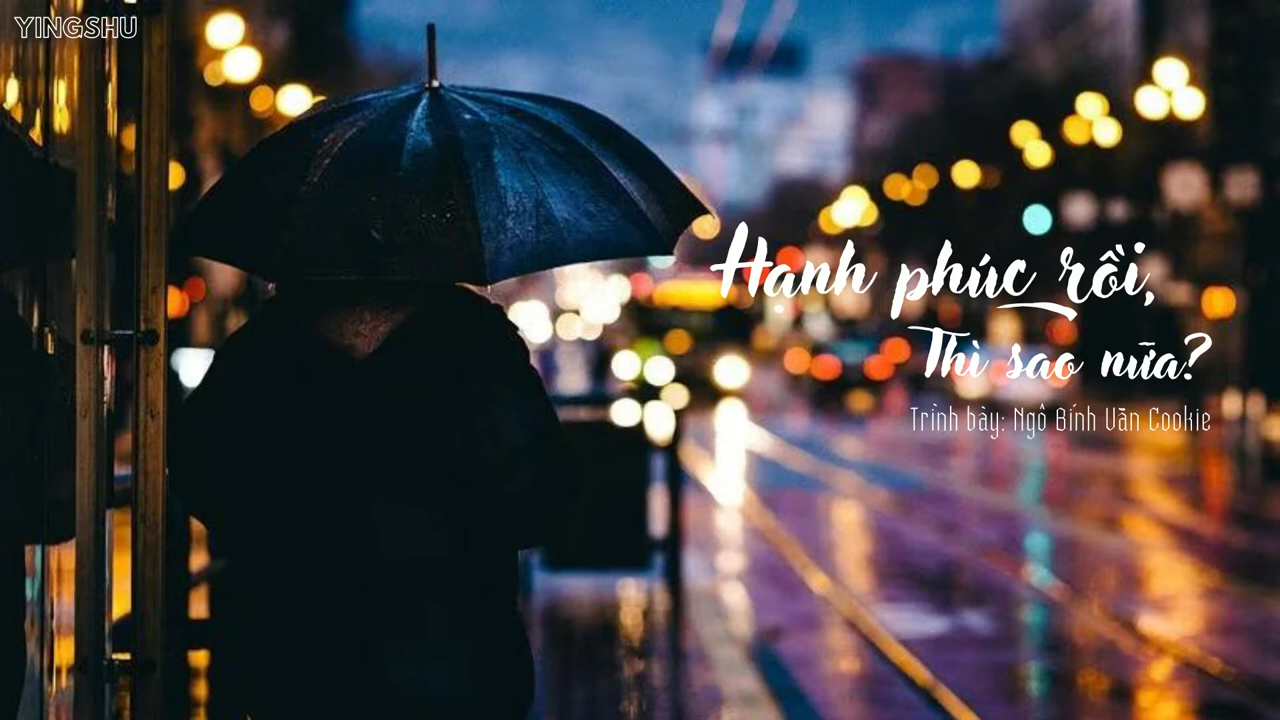 YINGSHU
Hạnh phúc rồi,
Thì sao nữa?
Trình bày: Ngô Bính Văn Cookie